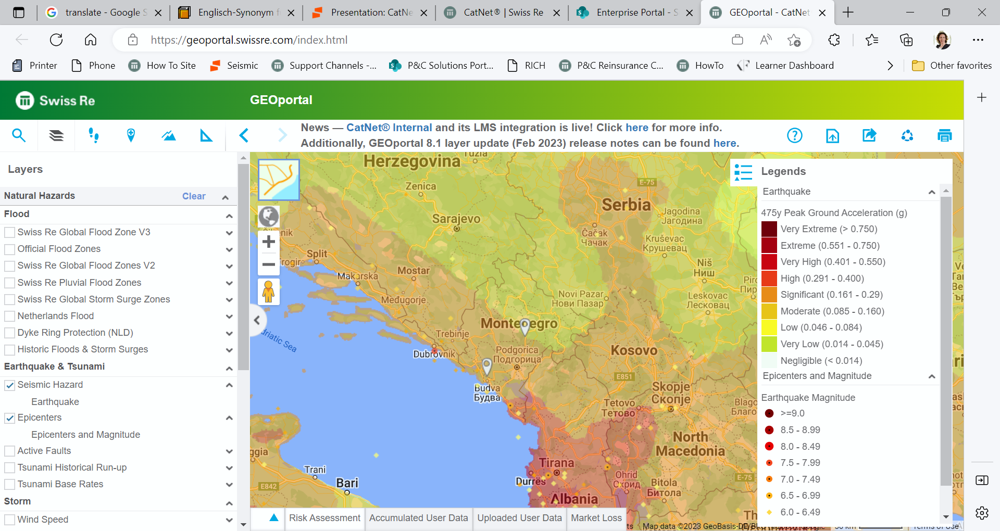 translate - Google S
Englisch-Synonym f
Presentation: CatNe
CatNet® | Swiss Re
Enterprise Portal - S
GEOportal - CatNet
https://geoportal.swissre.com/index.html
Printer
Phone
How To Site
Seismic
Support Channels -...
P&C Solutions Port...
RICH
P&C Reinsurance C...
HowTo
Learner Dashboard
Other favorites
Swiss Re
GEOportal
News — CatNet® Internal and its LMS integration is live! Click here for more info.
Additionally, GEOportal 8.1 layer update (Feb 2023) release notes can be found here.
Layers
Natural Hazards Clear
Flood
Swiss Re Global Flood Zone V3
Official Flood Zones
Swiss Re Global Flood Zones V2
Swiss Re Pluvial Flood Zones
Swiss Re Global Storm Surge Zones
Netherlands Flood
Dyke Ring Protection (NLD)
Historic Floods & Storm Surges
Earthquake & Tsunami
Seismic Hazard
Earthquake
Epicenters
Epicenters and Magnitude
Active Faults
Tsunami Historical Run-up
Tsunami Base Rates
Storm
Wind Speed
Herzegovina
Tuzla
Zenica
E-75
Serbia
Sarajevo
Jagodina
Јагодина
Čačak
Чачак
Kruševac
Крушевац
Split
Mostar
Niš
Ниш
Makarska
Novi Pazar
Нови Пазар
Leskovac
Лесковац
Međugorje
Montenegro
Trebinje
Adriatic Sea
Dubrovnik
Podgorica
Подгорица
Kosovo
E851
Budva
Будва
Skopje
Скопје
Tetovo
Тетово
North
Macedonia
Tirana
Trani
Bari
E842
Durrës
Ohrid
Охрид
Bitola
Битола
E-75
Albania
Legends
Earthquake
475y Peak Ground Acceleration (g)
Very Extreme (> 0.750)
Extreme (0.551 - 0.750)
Very High (0.401 - 0.550)
High (0.291 - 0.400)
Significant (0.161 - 0.29)
Moderate (0.085 - 0.160)
Low (0.046 - 0.084)
Very Low (0.014 - 0.045)
Negligible (< 0.014)
Epicenters and Magnitude
Earthquake Magnitude
>=9.0
8.5 - 8.99
8.0 - 8.49
7.5 - 7.99
7.0 - 7.49
6.5 - 6.99
6.0 - 6.49
Risk Assessment
Accumulated User Data
Uploaded User Data
Market Loss
Map data ©2023 GeoBasis-DE/B
Terms of Use